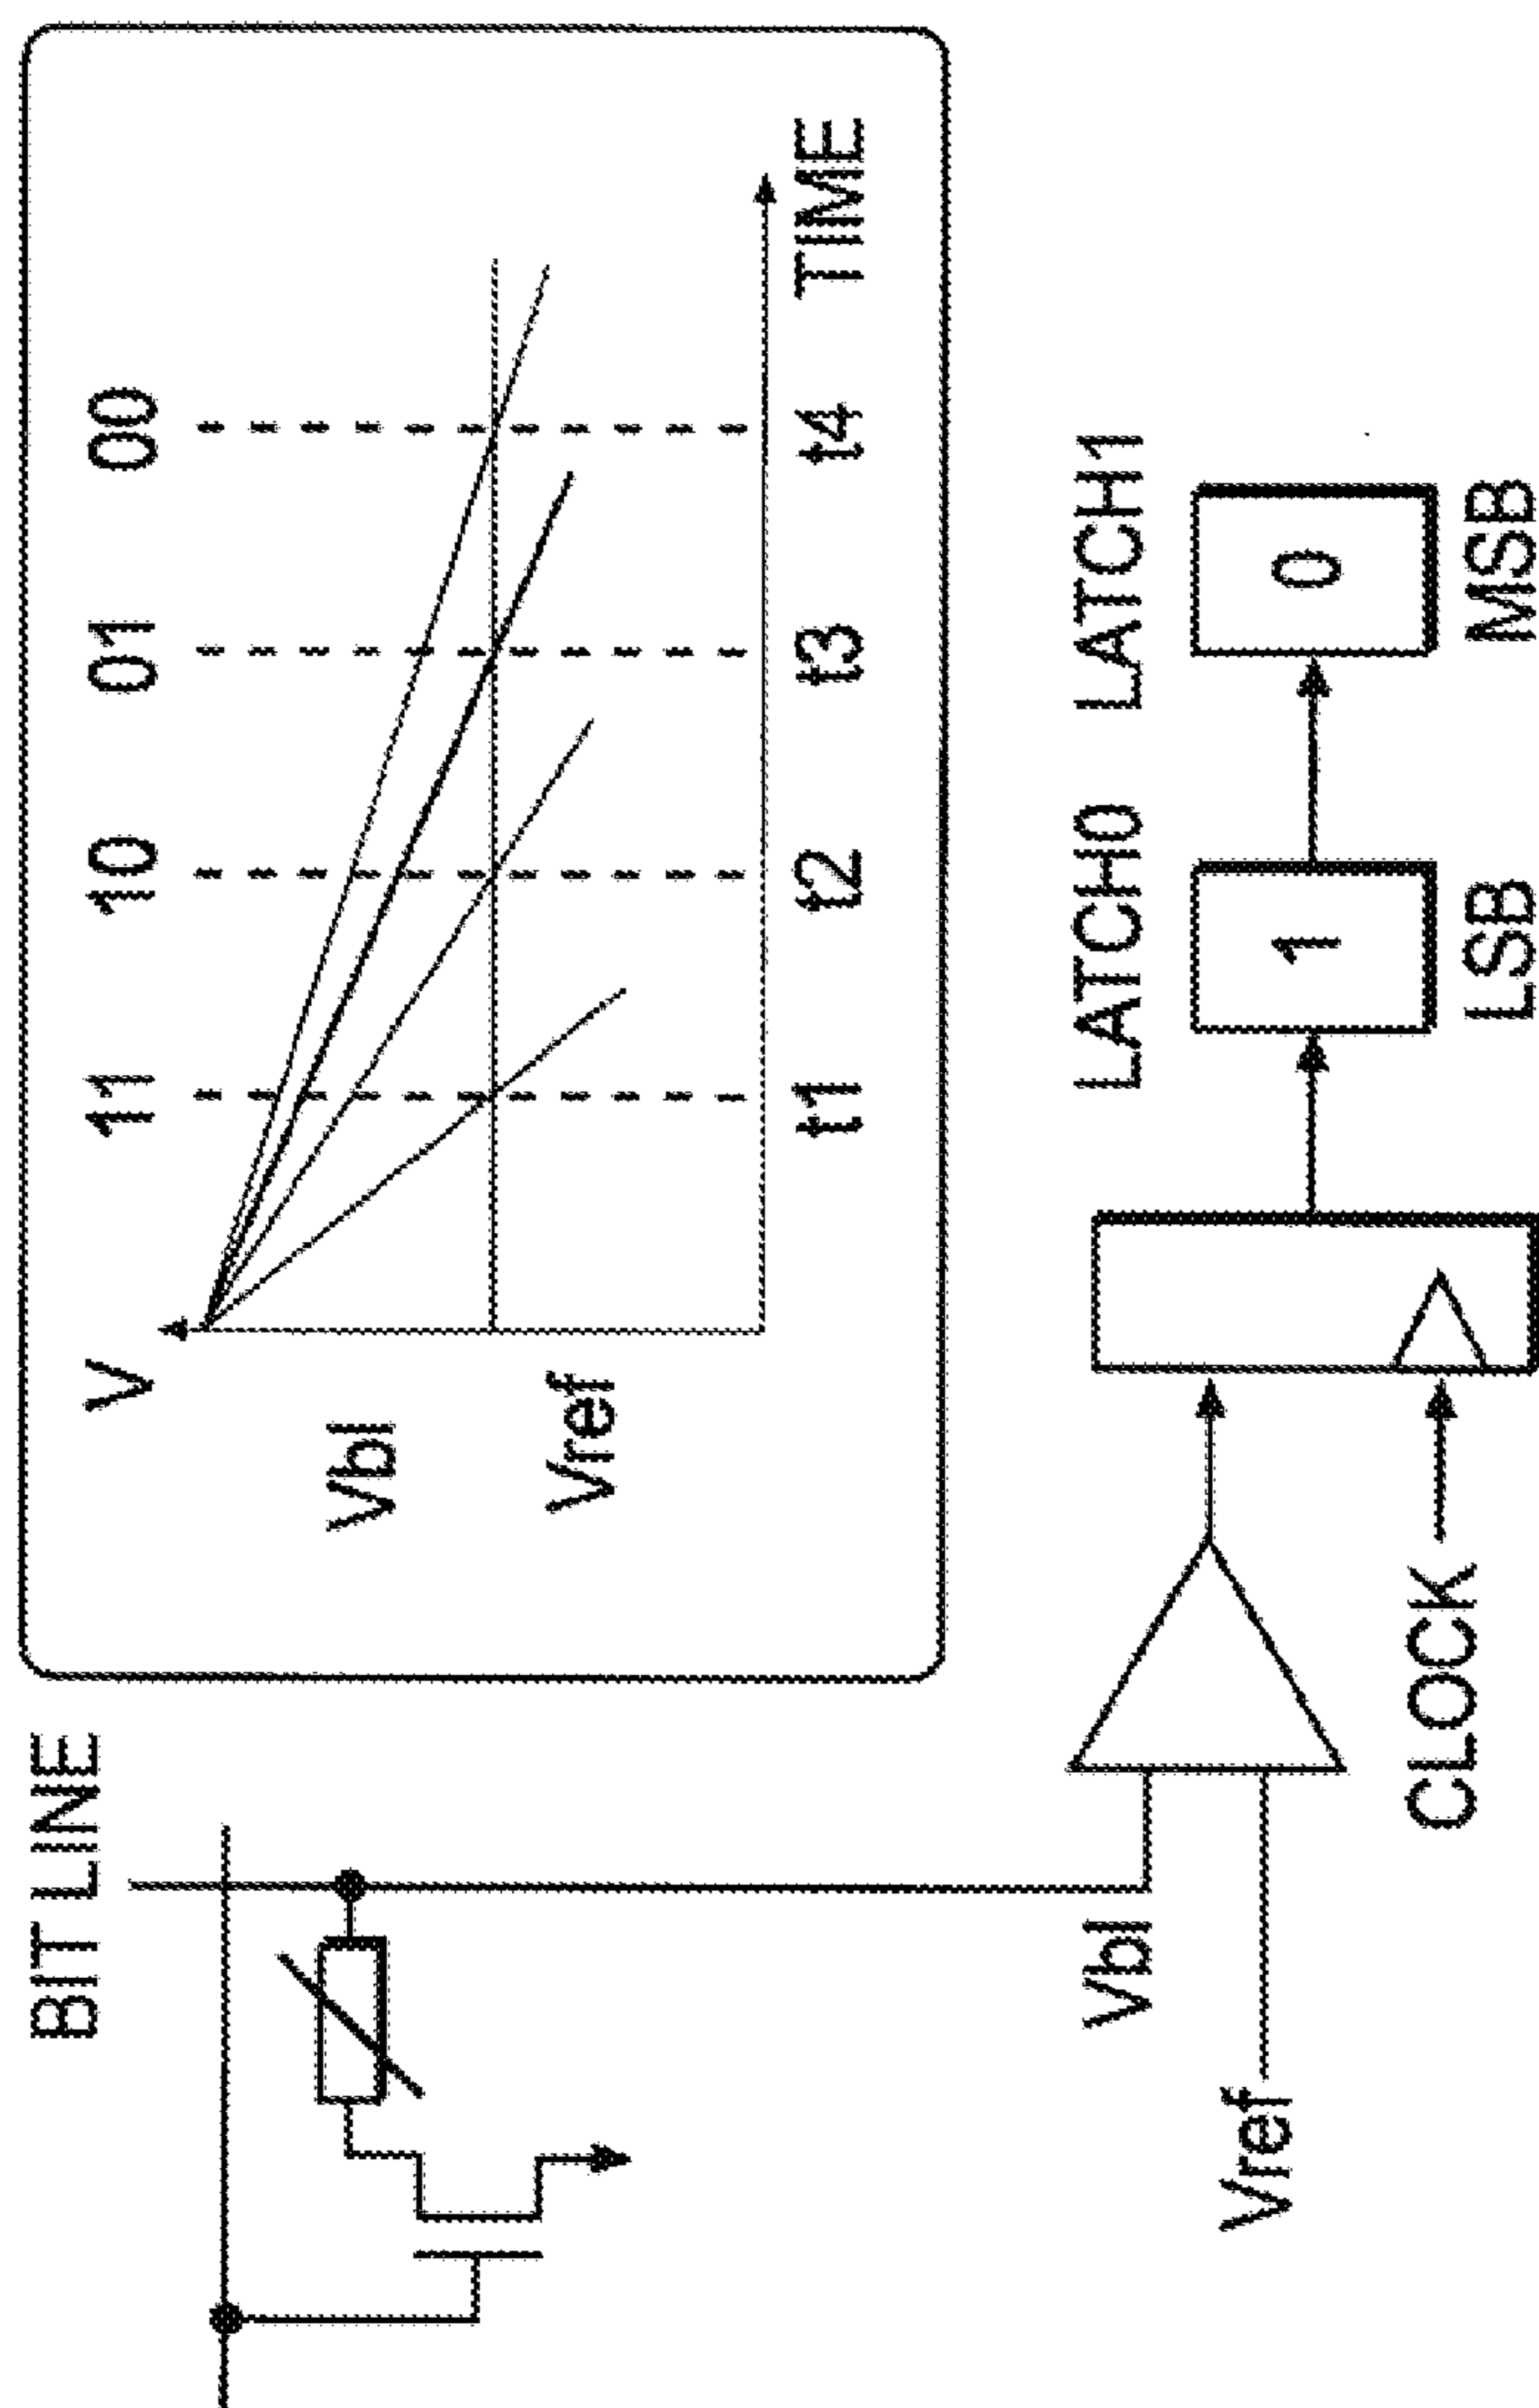 BIT LINE
V
11
10
01
00
Vbl
Vref
t1
t2
t3
t4
TIME
Vbl
Vref
CLOCK
LATCH0
LATCH1
1
0
LSB
MSB